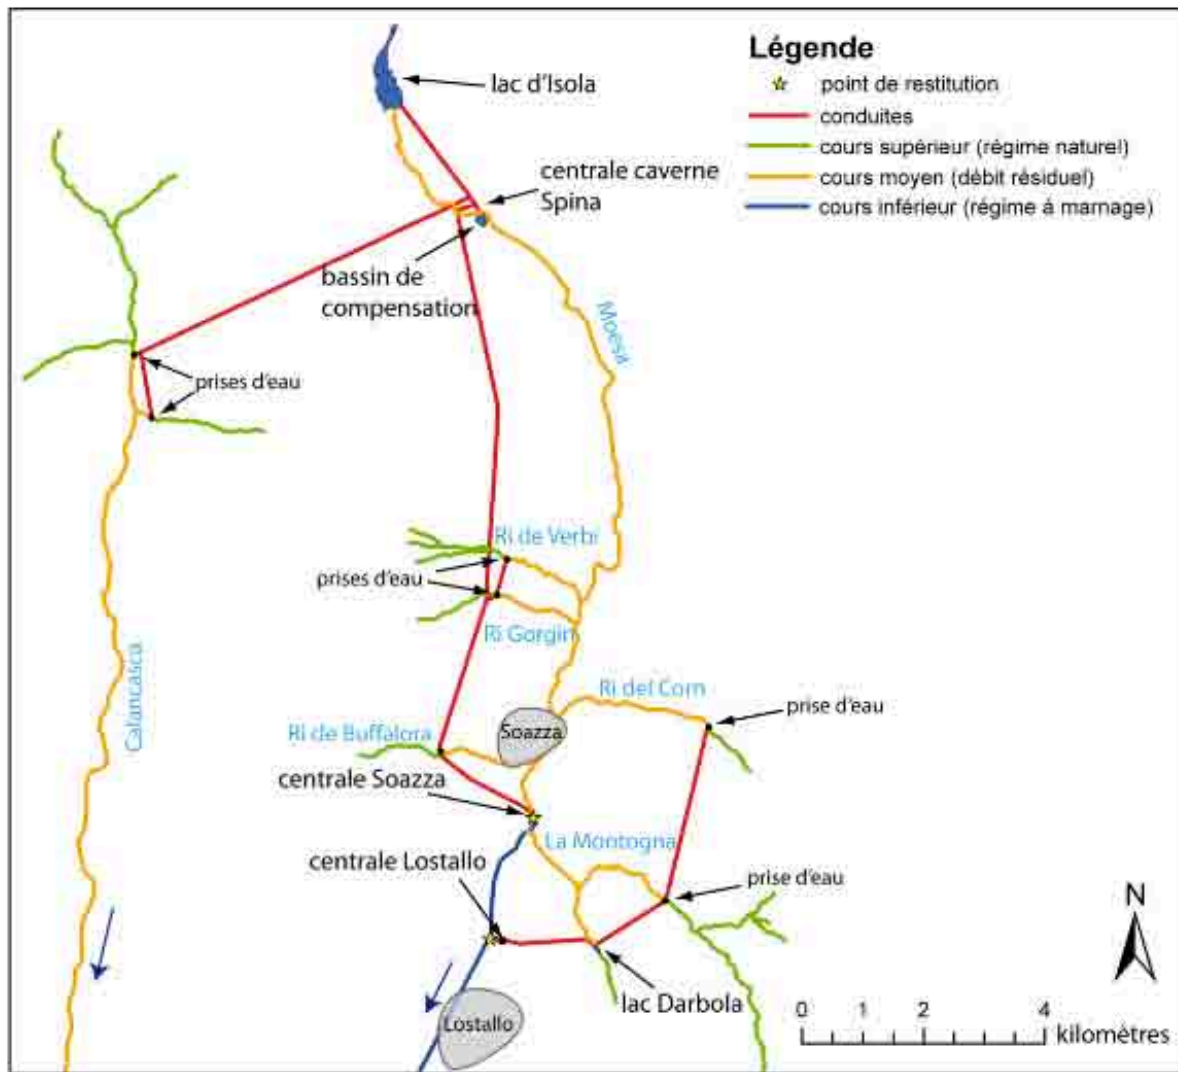 Légende
point de restitution
conduites
cours supérieur (régime naturel)
cours moyen (débit résiduel)
cours inférieur (régime à marnage)
lac d'Isola
centrale caverne
Spina
bassin de
compensation
Moesa
prises d'eau
Ri de Verbi
prises d'eau
Ri Gorgin
Calancasca
Ri del Corn
prise d'eau
Ri de Buffalora
Soazza
centrale Soazza
La Montogna
centrale Lostallo
prise d'eau
lac Darbola
Lostallo
N
0 1 2 4
kilomètres